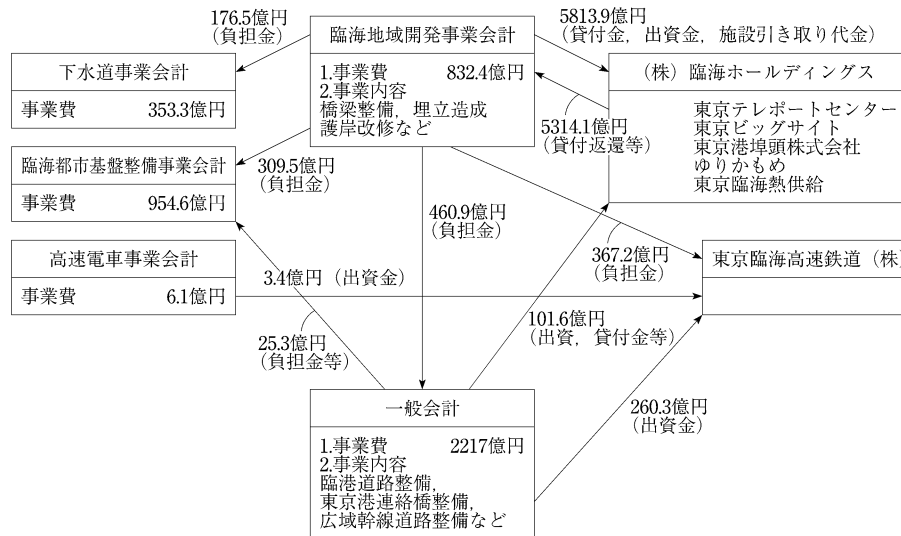 176.5億円
（負担金）
臨海地域開発事業会計
1.事業費 832.4億円
2.事業内容
橋梁整備，埋立造成
護岸改修など
5813.9億円
（貸付金，出資金，施設引き取り代金）
下水道事業会計
事業費 353.3億円
（株）臨海ホールディングス
東京テレポートセンター
東京ビッグサイト
東京港埠頭株式会社
ゆりかもめ
東京臨海熱供給
5314.1億円
（貸付返還等）
臨海都市基盤整備事業会計
事業費 954.6億円
309.5億円
（負担金）
460.9億円
（負担金）
367.2億円
（負担金）
高速電車事業会計
事業費 6.1億円
3.4億円（出資金）
東京臨海高速鉄道（株）
25.3億円
（負担金等）
101.6億円
（出資，貸付金等）
一般会計
1.事業費 2217億円
2.事業内容
臨港道路整備，
東京港連絡橋整備，
広域幹線道路整備など
260.3億円
（出資金）